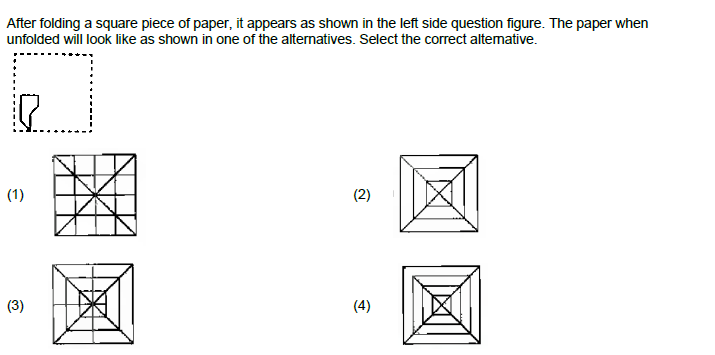 After folding a square piece of paper, it appears as shown in the left side question figure. The paper when
unfolded will look like as shown in one of the alternatives. Select the correct alternative.
(1)
(2)
(3)
(4)